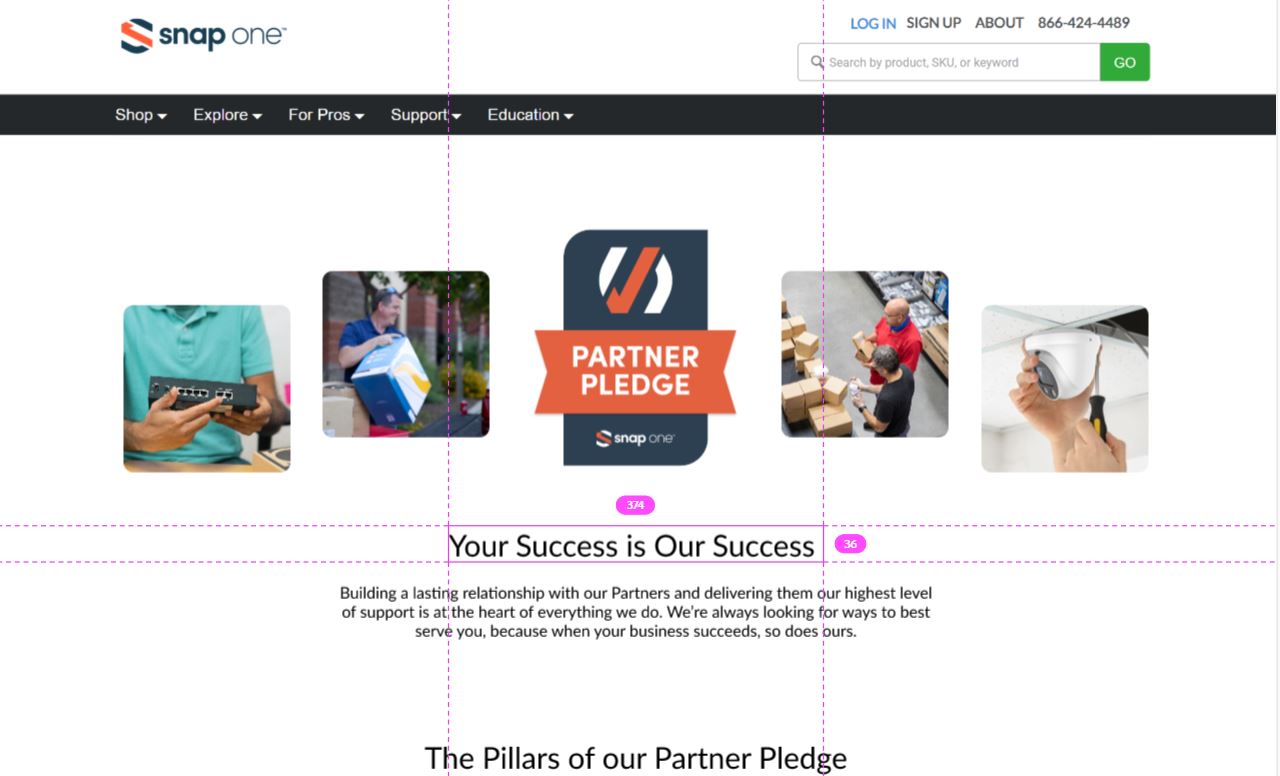 snap one™
LOG IN SIGN UP ABOUT 866-424-4489
Search by product, SKU, or keyword GO
Shop Explore For Pros Support Education
PARTNER
PLEDGE
snap one
374
Your Success is Our Success 36
Building a lasting relationship with our Partners and delivering them our highest level
of support is at the heart of everything we do. We're always looking for ways to best
serve you, because when your business succeeds, so does ours.
The Pillars of our Partner Pledge